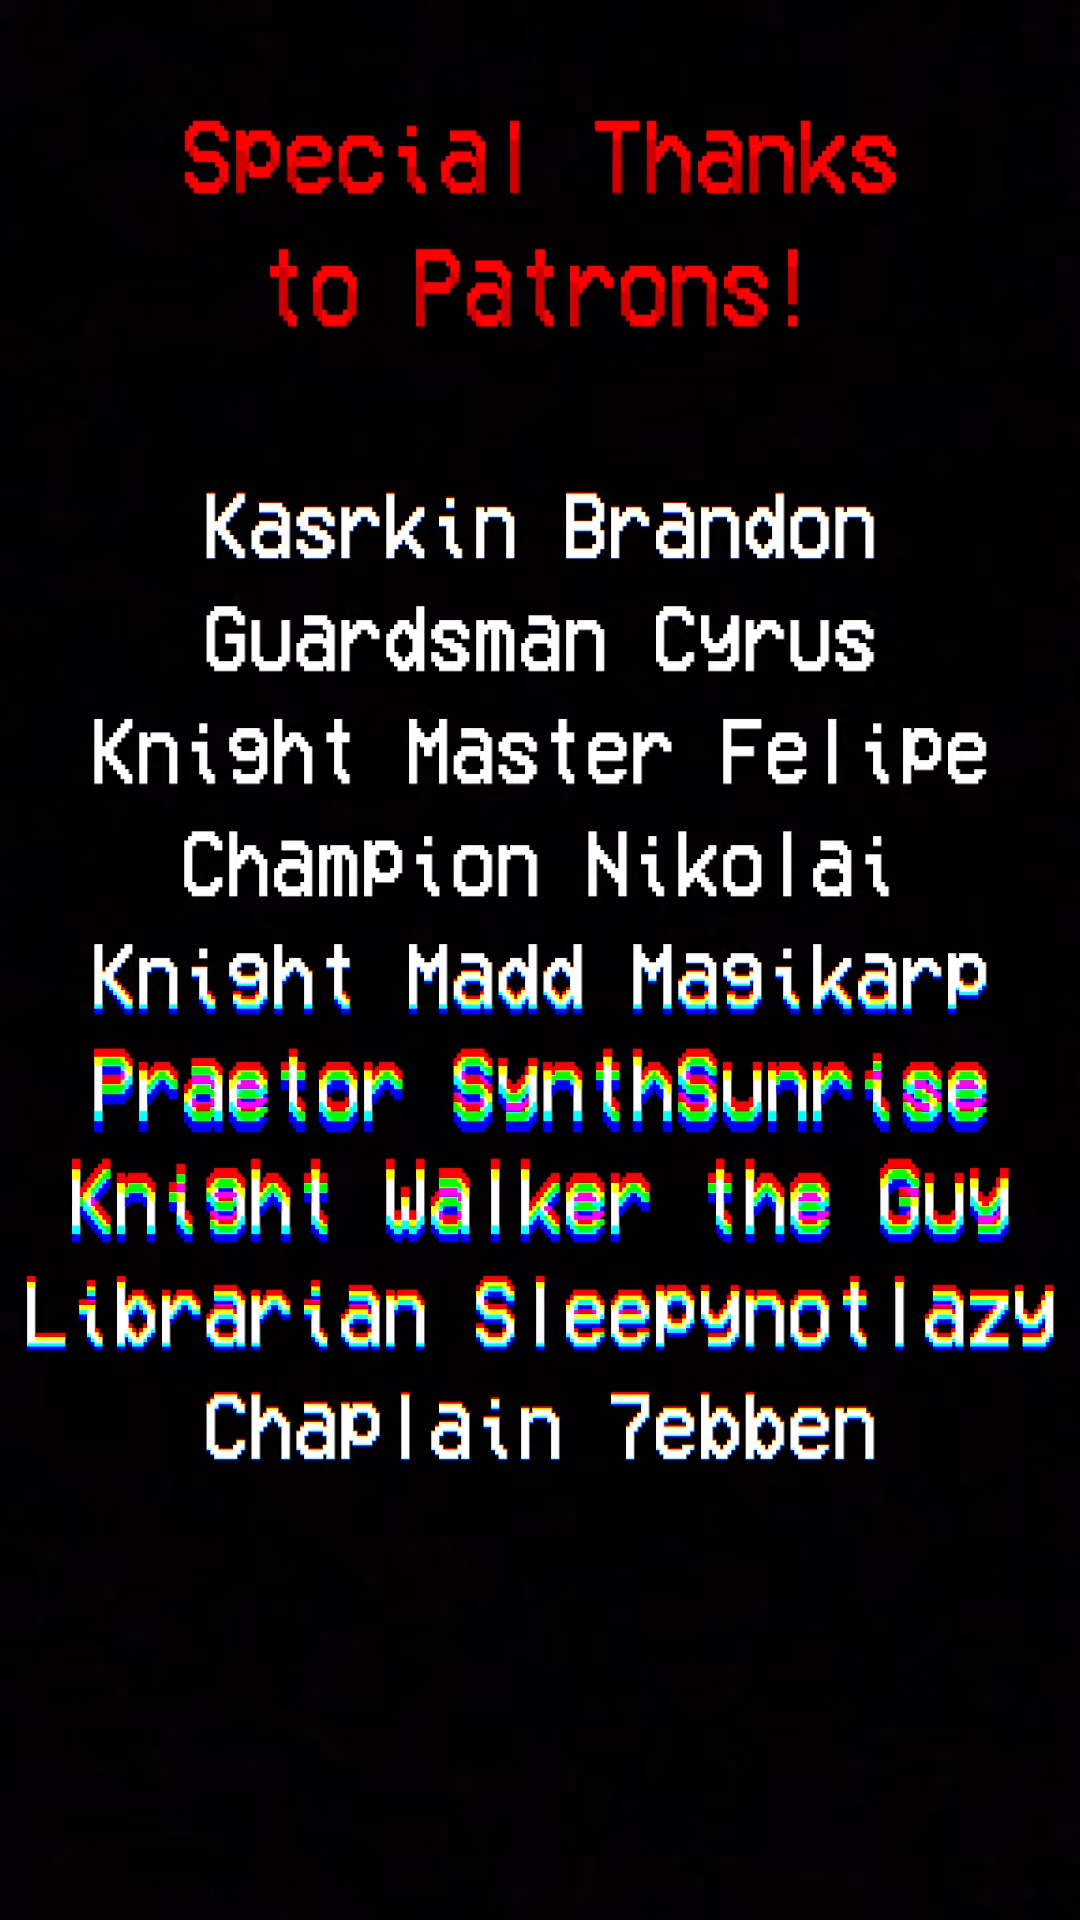 Special Thanks
to Patrons!
Kasrkin Brandon
Guardsman Cyrus
Knight Master Felipe
Champion Nikolai
Knight Madd Magikarp
Praetor SynthSunrise
Knight Walker the Guy
Librarian Sleepynotlazy
Chaplain 7ebben